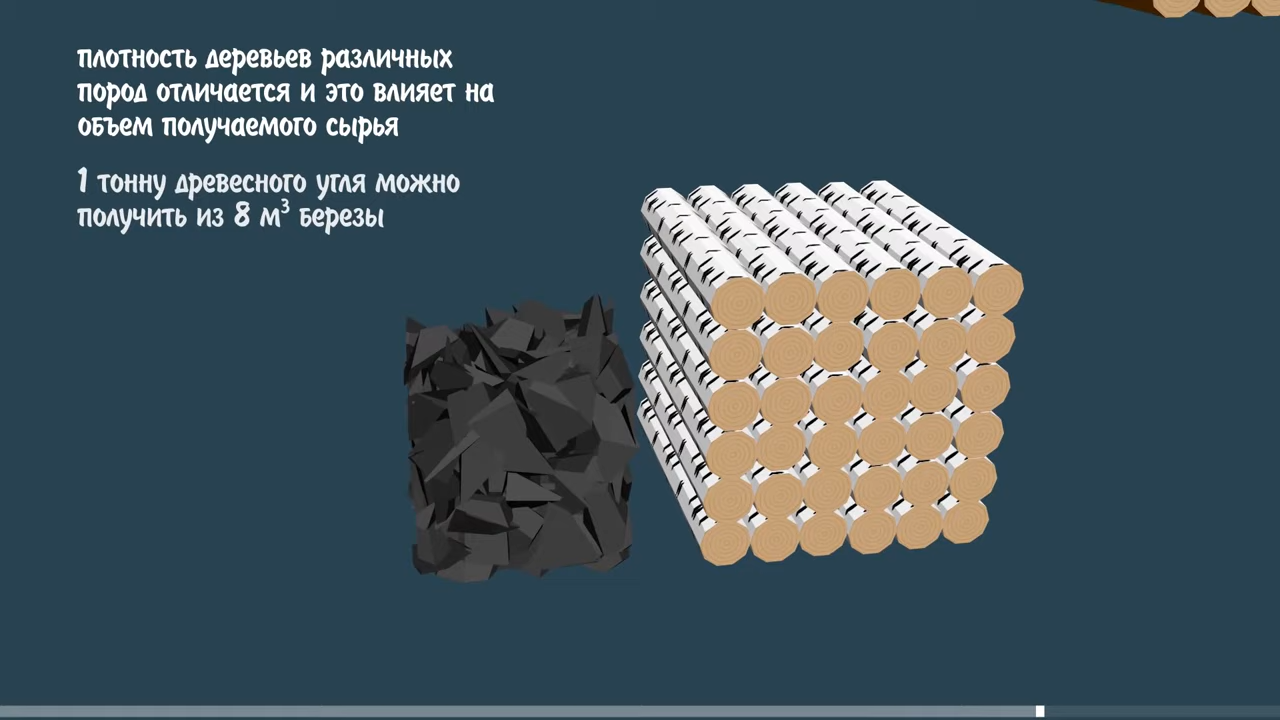 плотность деревьев различных
пород отличается и это влияет на
объем получаемого сырья
1 тонну древесного угля можно
получить из 8 м³ березы